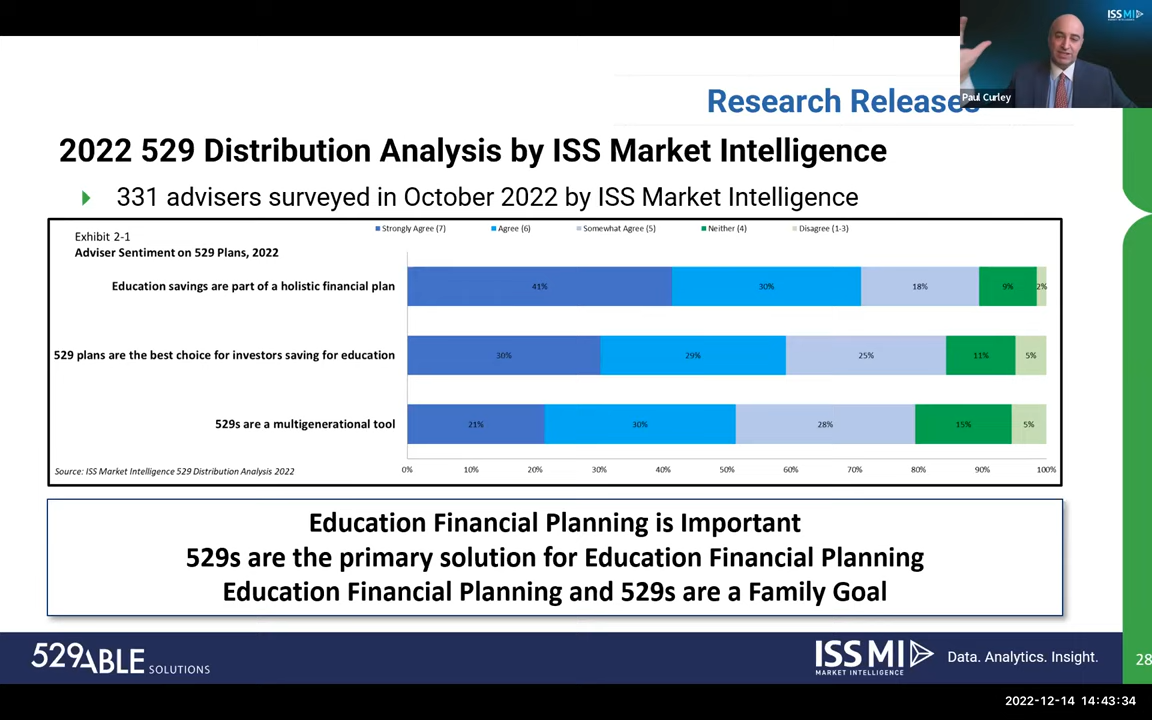 ISS MI
Paul Curley
Research Releases
2022 529 Distribution Analysis by ISS Market Intelligence
331 advisers surveyed in October 2022 by ISS Market Intelligence
Exhibit 2-1
Adviser Sentiment on 529 Plans, 2022
Strongly Agree (7) Agree (6) Somewhat Agree (5) Neither (4) Disagree (1-3)
Education savings are part of a holistic financial plan 41% 30% 18% 9% 2%
529 plans are the best choice for investors saving for education 30% 29% 25% 11% 5%
529s are a multigenerational tool 21% 30% 28% 15% 5%
0% 10% 20% 30% 40% 50% 60% 70% 80% 90% 100%
Source: ISS Market Intelligence 529 Distribution Analysis 2022
Education Financial Planning is Important
529s are the primary solution for Education Financial Planning
Education Financial Planning and 529s are a Family Goal
529ABLE SOLUTIONS
ISS MI
MARKET INTELLIGENCE
Data. Analytics. Insight.
28
2022-12-14 14:43:34